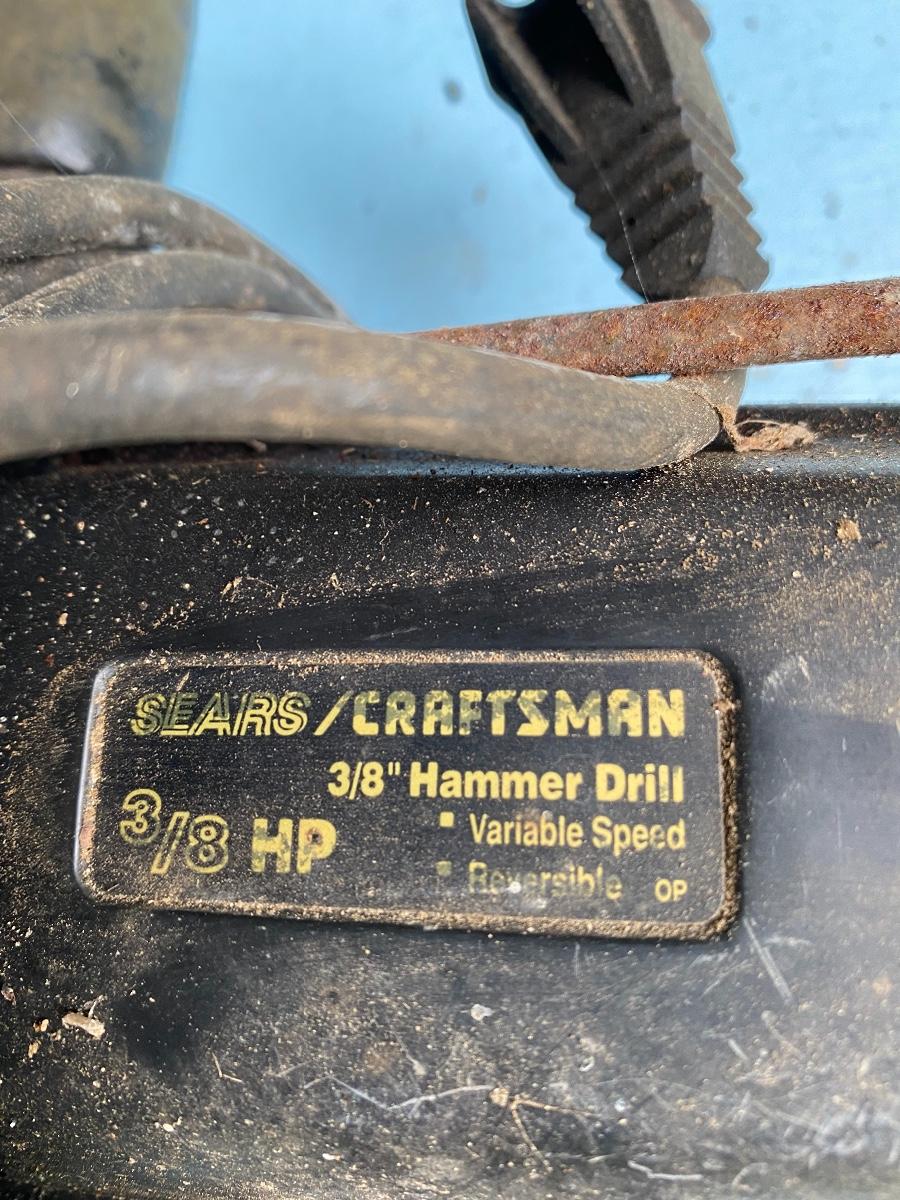 SEARS/CRAFTSMAN
3/8" Hammer Drill
3/8 HP
▪ Variable Speed
▪ Reversible OP